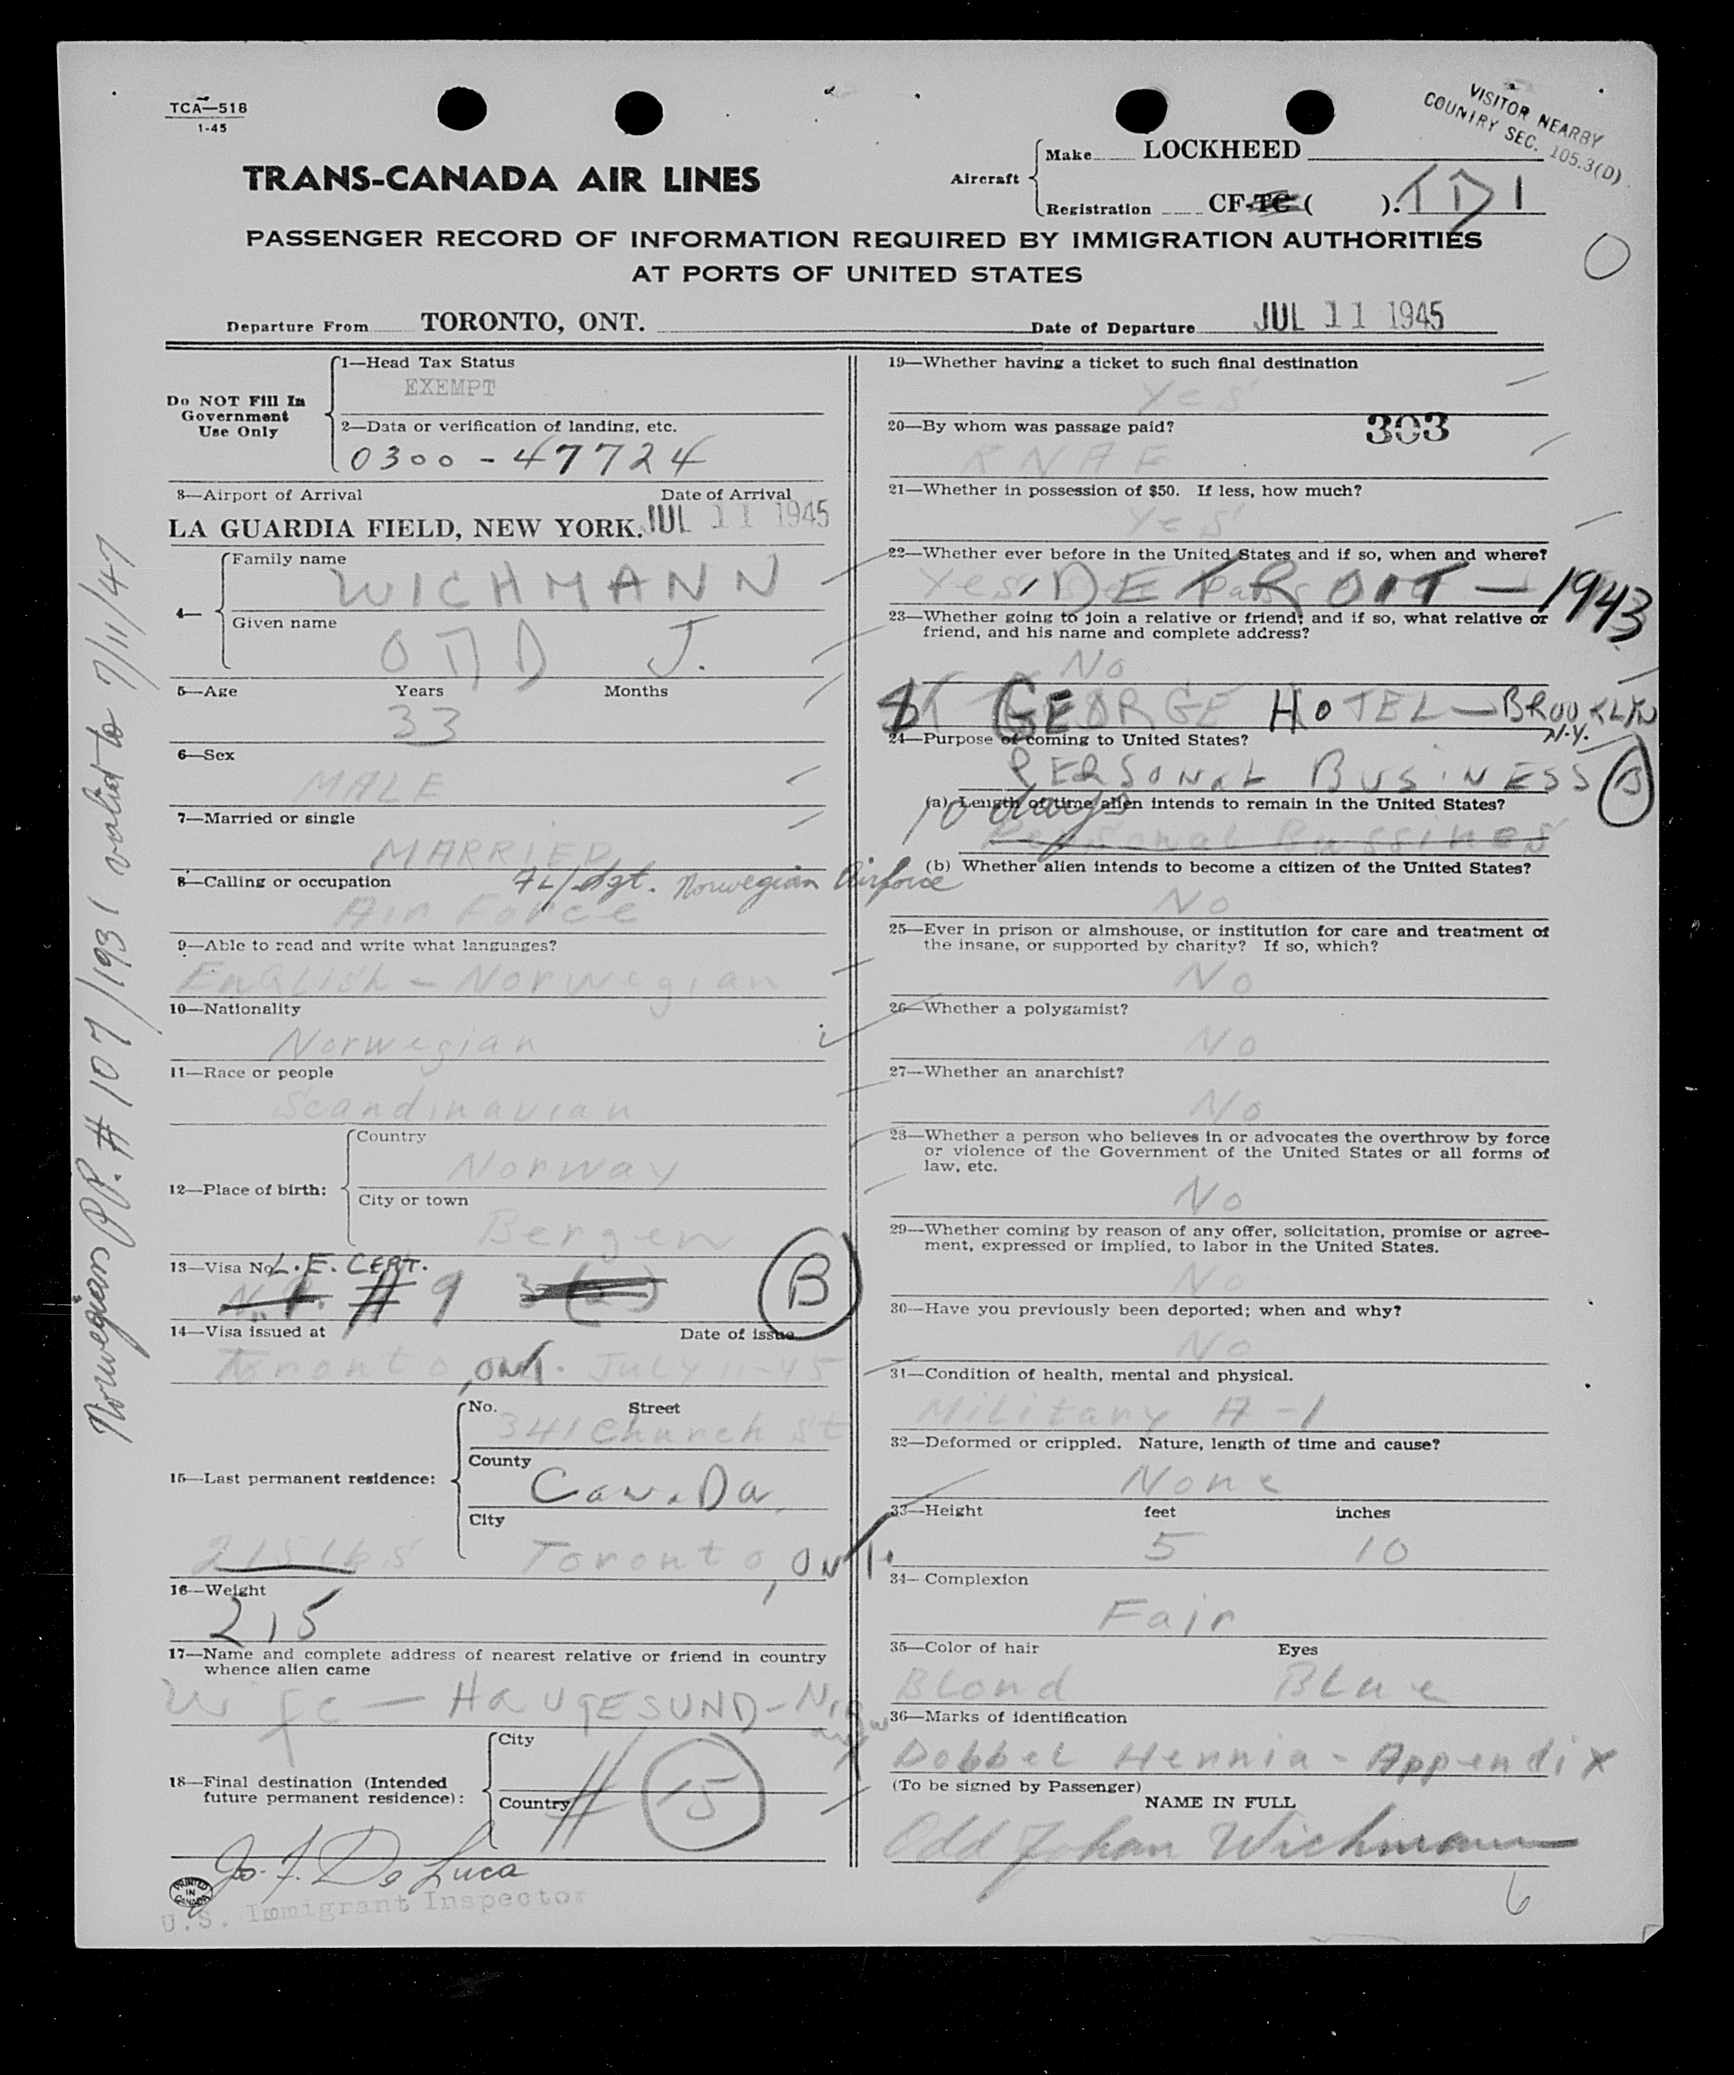 TCA—518
1-45
VISITOR NEARBY
COUNTRY SEC. 105.3(D)
TRANS-CANADA AIR LINES
Aircraft
Make LOCKHEED
Registration CF-TC ( ). TDI
PASSENGER RECORD OF INFORMATION REQUIRED BY IMMIGRATION AUTHORITIES
AT PORTS OF UNITED STATES
Departure From TORONTO, ONT. Date of Departure JUL 11 1945
Do NOT Fill In
Government
Use Only
1—Head Tax Status
EXEMPT
2—Data or verification of landing, etc.
0300-47724
3—Airport of Arrival Date of Arrival
LA GUARDIA FIELD, NEW YORK. JUL 11 1945
4—
Family name
WICHMANN
Given name
ODD J.
5—Age Years Months
33
6—Sex
MALE
7—Married or single
MARRIED
8—Calling or occupation Fl/Sgt. Norwegian Airforce
Air Force
9—Able to read and write what languages?
English - Norwegian
10—Nationality
Norwegian
11—Race or people
Scandinavian
12—Place of birth:
Country
Norway
City or town
Bergen
13—Visa No. L.E. CERT.
# 9 B
14—Visa issued at Date of issue
Toronto, ONT. July 11-45
15—Last permanent residence:
No. Street
341 Church St
County
Canada
City
215 lbs Toronto, ONT.
16—Weight
215
17—Name and complete address of nearest relative or friend in country
whence alien came
Wife - HAUGESUND - Norway
18—Final destination (Intended
future permanent residence):
City
Country
# 15
Jos. F. De Luca
U.S. Immigrant Inspector
PRINTED
IN
CANADA
Norwegian PP. # 107/1931 valid to 7/11/47
19—Whether having a ticket to such final destination
Yes
20—By whom was passage paid? 303
RNAF
21—Whether in possession of $50. If less, how much?
Yes
22—Whether ever before in the United States and if so, when and where?
Yes, DETROIT - 1943
23—Whether going to join a relative or friend; and if so, what relative or
friend, and his name and complete address?
No
ST GEORGE HOTEL - BROOKLYN
N.Y.
24—Purpose of coming to United States?
PERSONAL BUSINESS B
(a) Length of time alien intends to remain in the United States?
10 days
Personal Bussines
(b) Whether alien intends to become a citizen of the United States?
No
25—Ever in prison or almshouse, or institution for care and treatment of
the insane, or supported by charity? If so, which?
No
26—Whether a polygamist?
No
27—Whether an anarchist?
No
28—Whether a person who believes in or advocates the overthrow by force
or violence of the Government of the United States or all forms of
law, etc.
No
29—Whether coming by reason of any offer, solicitation, promise or agree-
ment, expressed or implied, to labor in the United States.
No
30—Have you previously been deported; when and why?
No
31—Condition of health, mental and physical.
Military A-1
32—Deformed or crippled. Nature, length of time and cause?
None
33—Height feet inches
5 10
34—Complexion
Fair
35—Color of hair Eyes
Blond Blue
36—Marks of identification
Dobbel Hennia - Appendix
(To be signed by Passenger)
NAME IN FULL
Odd Johan Wichmann
6